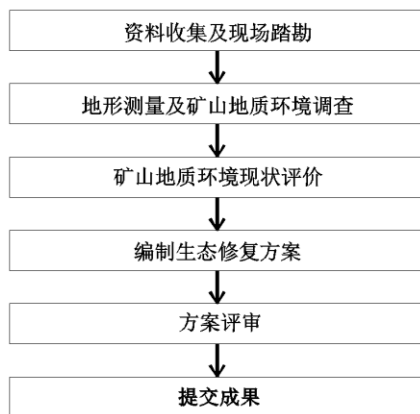 资料收集及现场踏勘
地形测量及矿山地质环境调查
矿山地质环境现状评价
编制生态修复方案
方案评审
提交成果